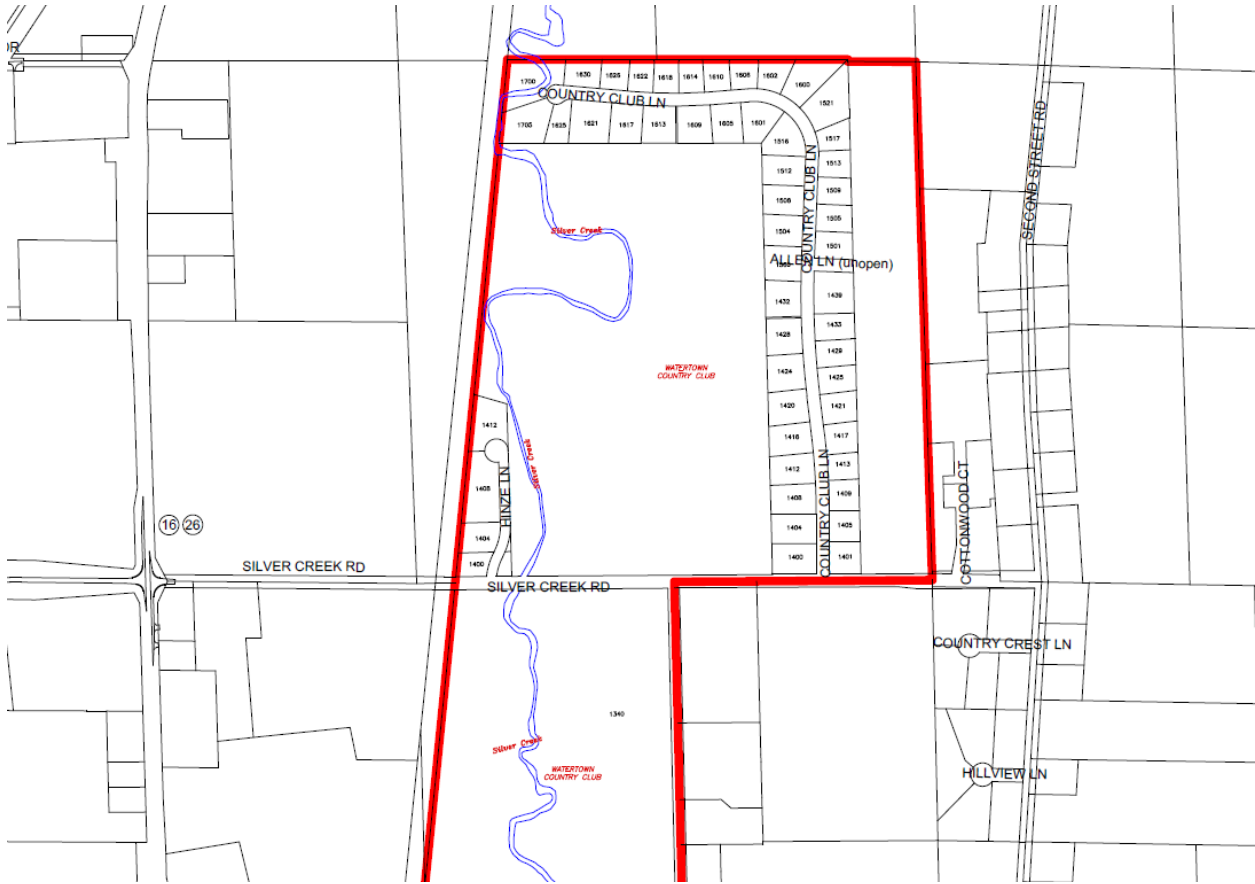 DR
1700
1630
1626
1622
1618
1614
1610
1606
1602
1600
1521
COUNTRY CLUB LN
1705
1625
1621
1617
1613
1609
1605
1601
1516
1517
1512
1513
1508
1509
1504
1505
1501
COUNTRY CLUB LN
SECOND STREET RD
Silver Creek
ALLEN LN (unopen)
1432
1439
1428
1433
1429
WATERTOWN
COUNTRY CLUB
1424
1425
1420
1421
1412
1416
1417
Silver Creek
1412
1413
1405
1408
1409
HINZE LN
COUNTRY CLUB LN
COTTONWOOD CT
16 26
1404
1404
1405
1400
1400
1401
SILVER CREEK RD
SILVER CREEK RD
COUNTRY CREST LN
1340
Silver Creek
WATERTOWN
COUNTRY CLUB
HILLVIEW LN